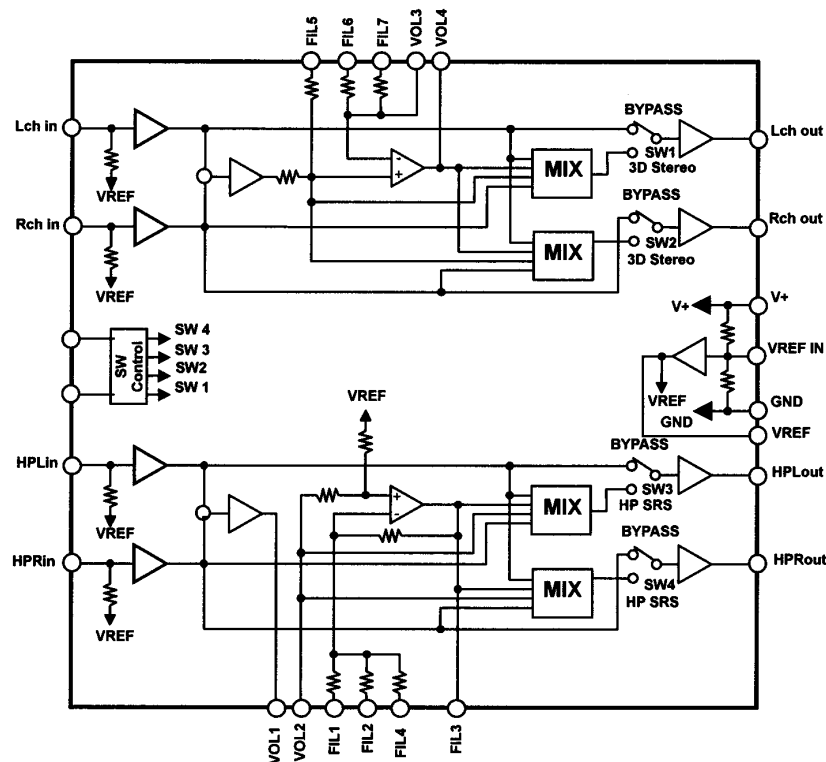 FIL5
FIL6
FIL7
VOL3
VOL4
Lch in
VREF
Rch in
VREF
BYPASS
SW1
3D Stereo
Lch out
MIX
BYPASS
SW2
3D Stereo
Rch out
MIX
V+
V+
VREF IN
VREF
GND
GND
VREF
SW Control
SW 4
SW 3
SW2
SW 1
VREF
HPLin
VREF
HPRin
VREF
+
-
-
+
BYPASS
SW3
HP SRS
HPLout
MIX
BYPASS
SW4
HP SRS
HPRout
MIX
VOL1
VOL2
FIL1
FIL2
FIL4
FIL3